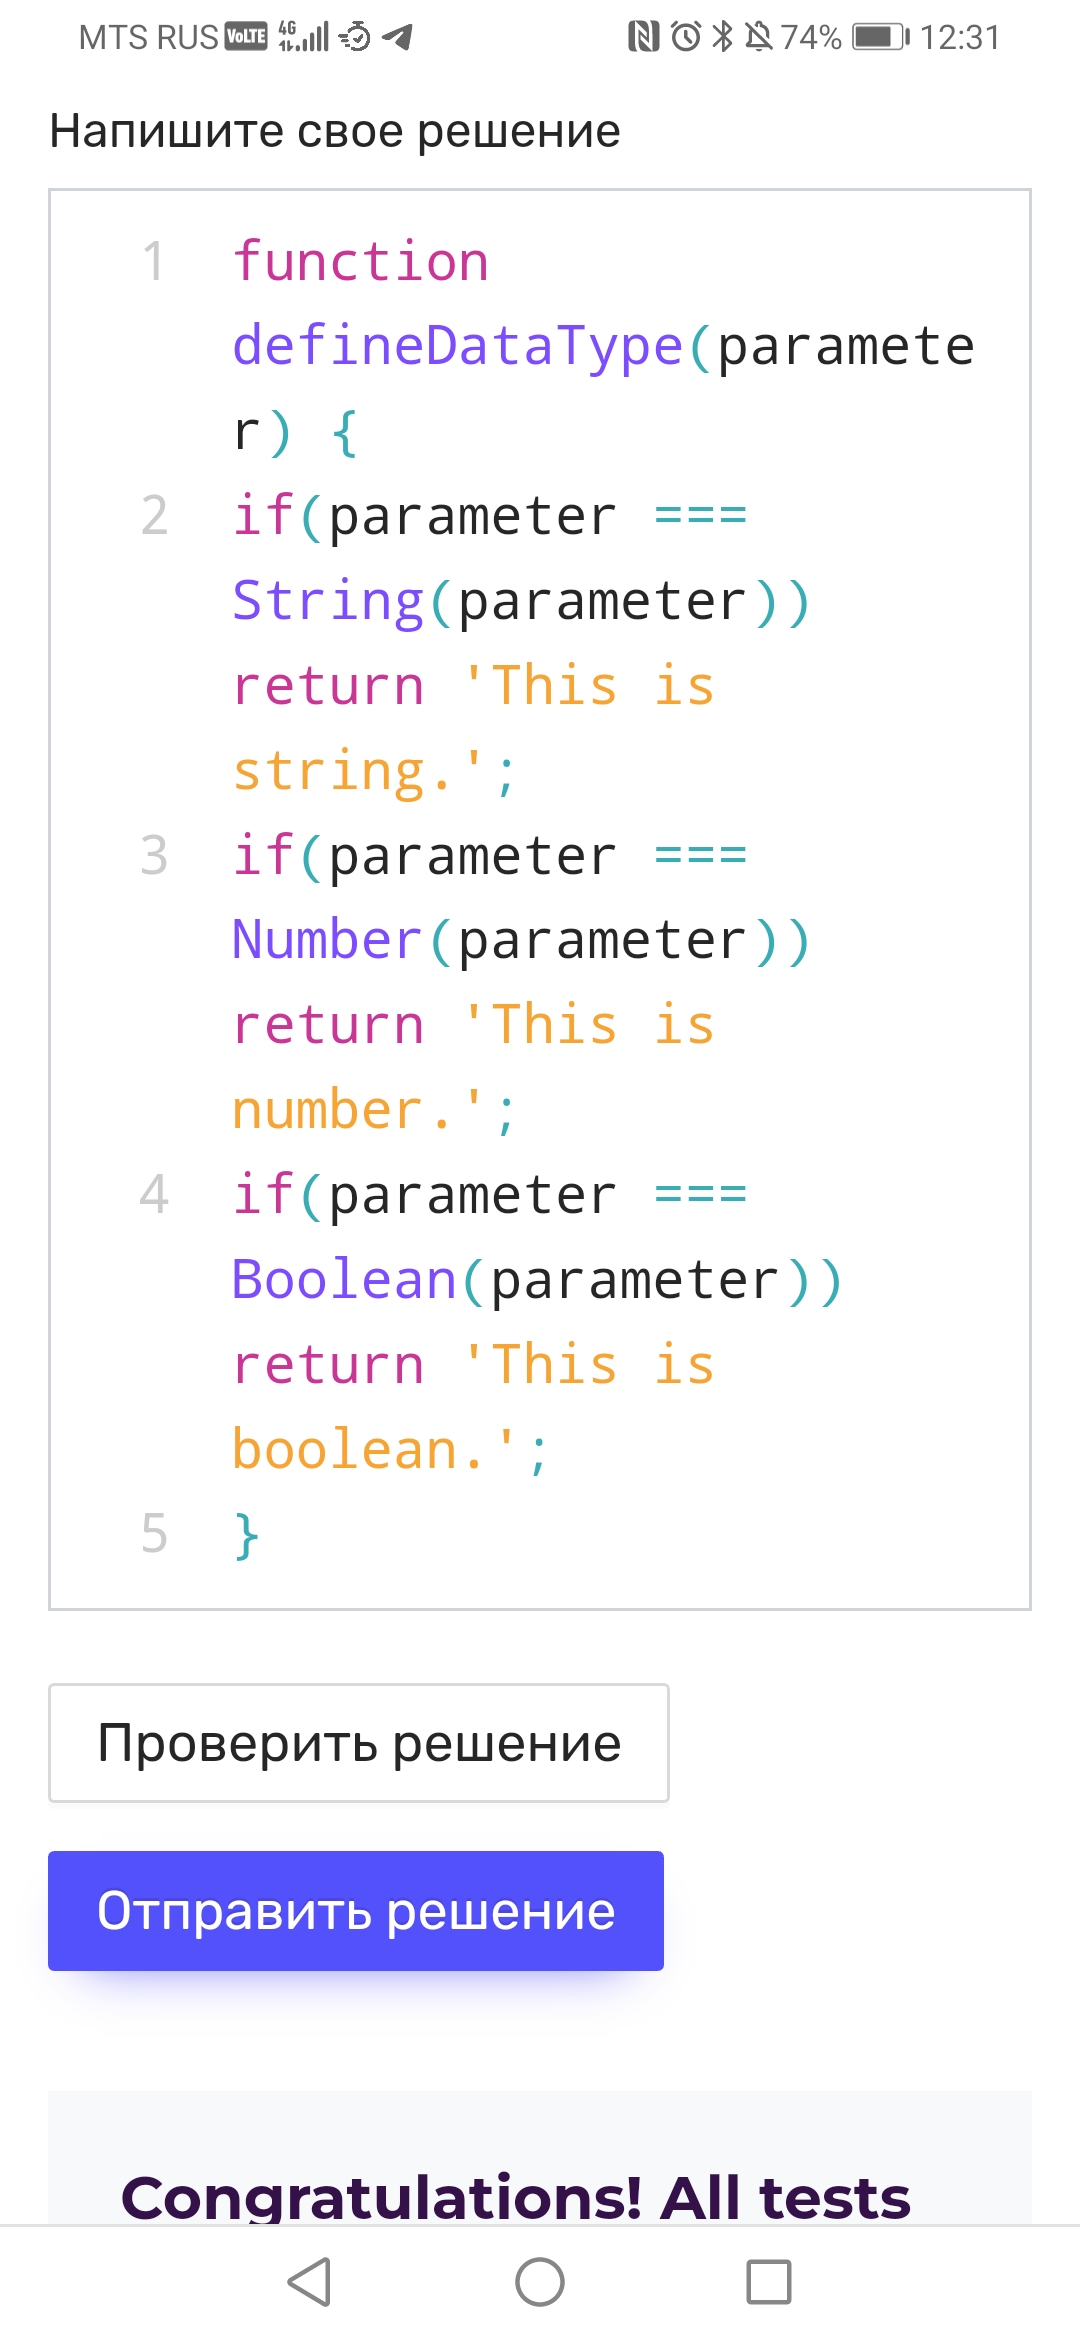 MTS RUS VoLTE 4G 74% 12:31
Напишите свое решение
1 function
defineDataType(paramete
r) {
2 if(parameter ===
String(parameter))
return 'This is
string.';
3 if(parameter ===
Number(parameter))
return 'This is
number.';
4 if(parameter ===
Boolean(parameter))
return 'This is
boolean.';
5 }
Проверить решение
Отправить решение
Congratulations! All tests